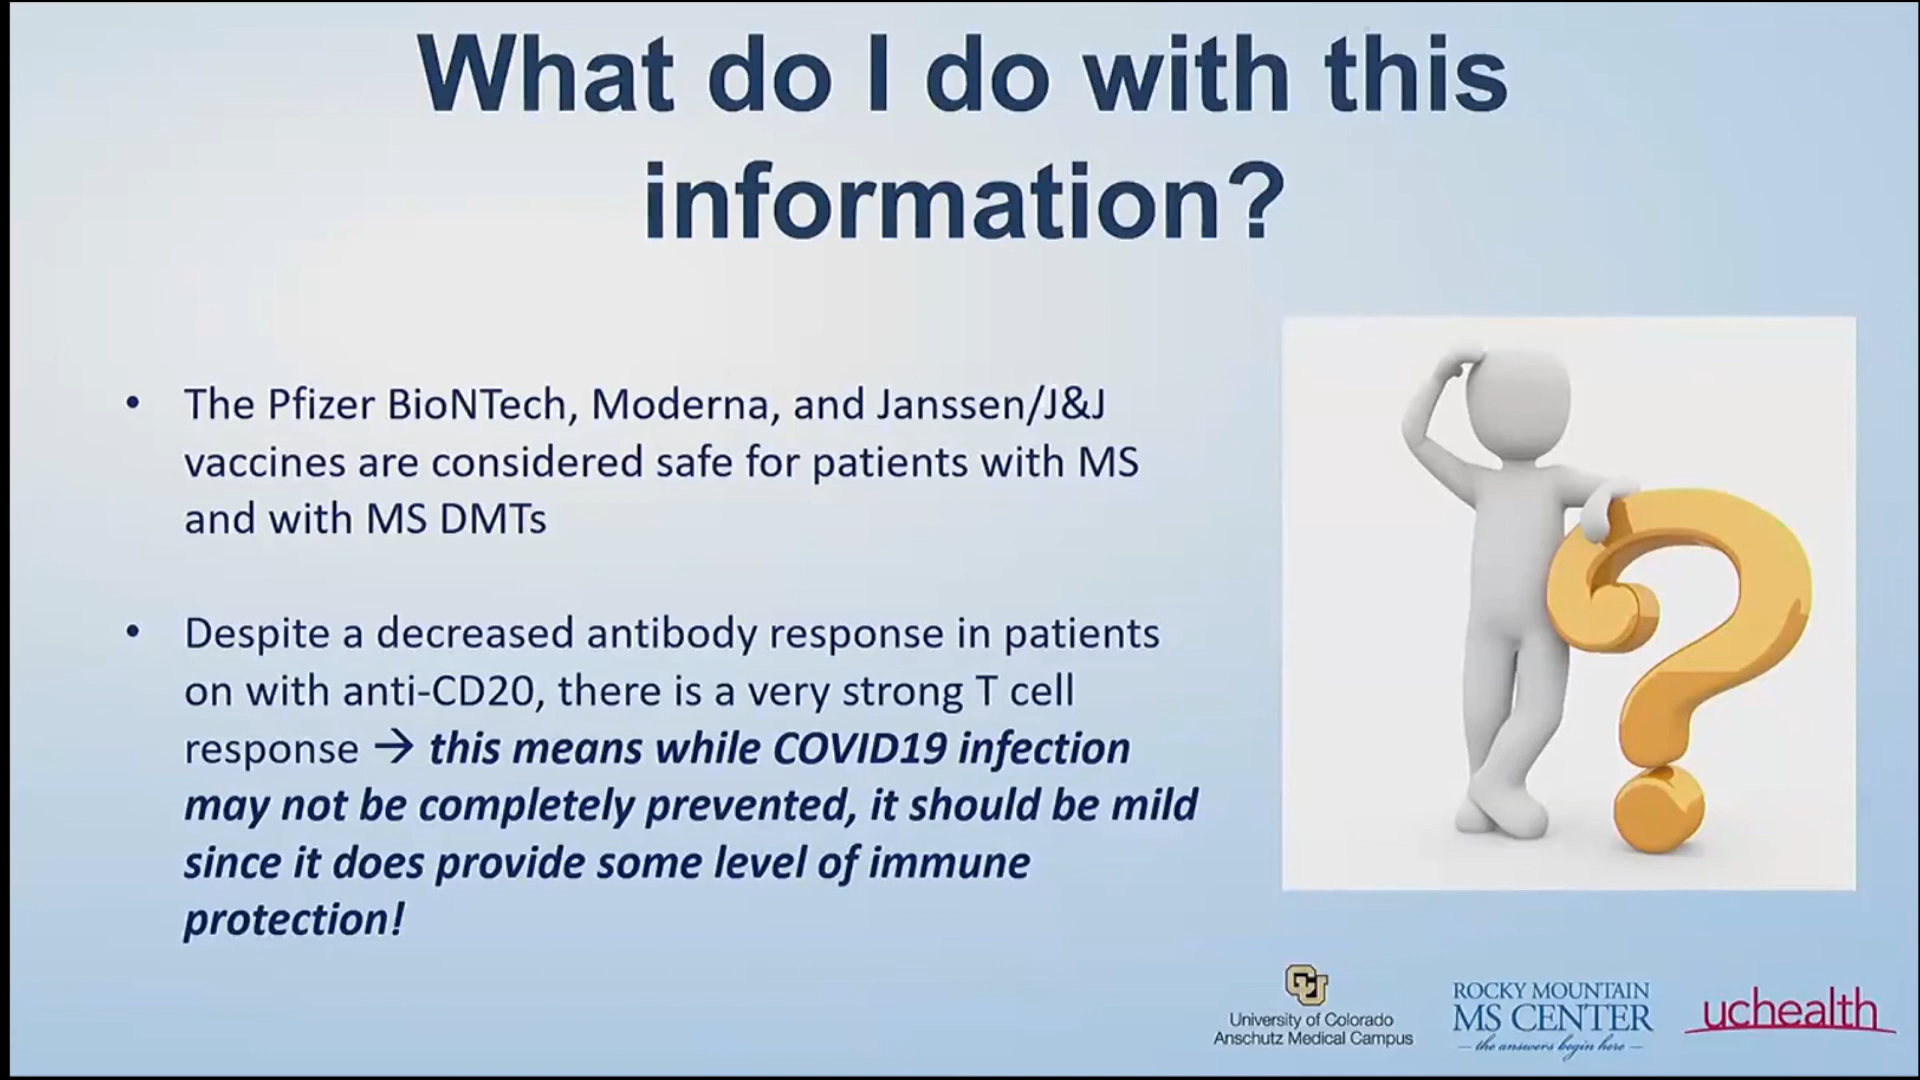 What do I do with this
information?
• The Pfizer BioNTech, Moderna, and Janssen/J&J
vaccines are considered safe for patients with MS
and with MS DMTs
• Despite a decreased antibody response in patients
on with anti-CD20, there is a very strong T cell
response → this means while COVID19 infection
may not be completely prevented, it should be mild
since it does provide some level of immune
protection!
CU
University of Colorado
Anschutz Medical Campus
ROCKY MOUNTAIN
MS CENTER
— the answers begin here —
uchealth